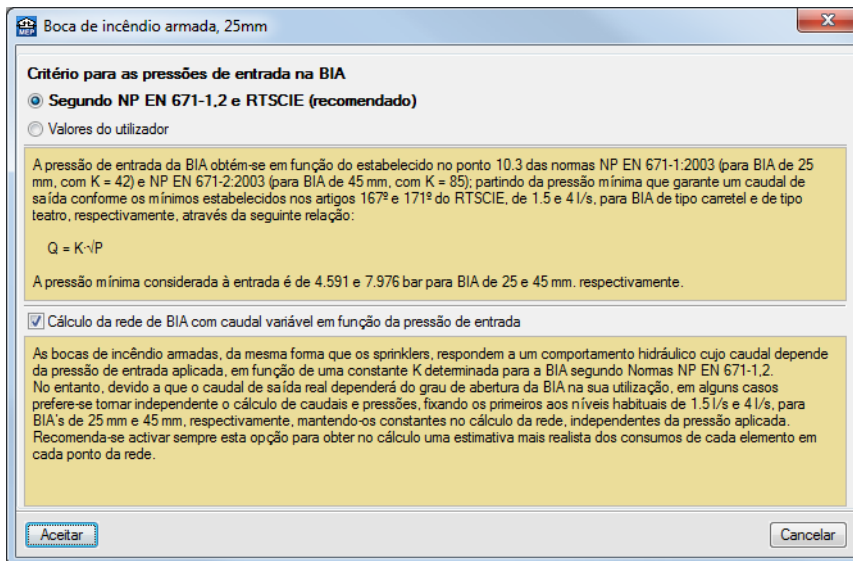 MEP
Boca de incêndio armada, 25mm
x
Critério para as pressões de entrada na BIA
Segundo NP EN 671-1,2 e RTSCIE (recomendado)
Valores do utilizador
A pressão de entrada da BIA obtém-se em função do estabelecido no ponto 10.3 das normas NP EN 671-1:2003 (para BIA de 25
mm, com K = 42) e NP EN 671-2:2003 (para BIA de 45 mm, com K = 85); partindo da pressão mínima que garante um caudal de
saída conforme os mínimos estabelecidos nos artigos 167º e 171º do RTSCIE, de 1.5 e 4 l/s, para BIA de tipo carretel e de tipo
teatro, respectivamente, através da seguinte relação:
Q = K·√P
A pressão mínima considerada à entrada é de 4.591 e 7.976 bar para BIA de 25 e 45 mm. respectivamente.
Cálculo da rede de BIA com caudal variável em função da pressão de entrada
As bocas de incêndio armadas, da mesma forma que os sprinklers, respondem a um comportamento hidráulico cujo caudal depende
da pressão de entrada aplicada, em função de uma constante K determinada para a BIA segundo Normas NP EN 671-1,2.
No entanto, devido a que o caudal de saída real dependerá do grau de abertura da BIA na sua utilização, em alguns casos
prefere-se tornar independente o cálculo de caudais e pressões, fixando os primeiros aos níveis habituais de 1.5 l/s e 4 l/s, para
BIA's de 25 mm e 45 mm, respectivamente, mantendo-os constantes no cálculo da rede, independentes da pressão aplicada.
Recomenda-se activar sempre esta opção para obter no cálculo uma estimativa mais realista dos consumos de cada elemento em
cada ponto da rede.
Aceitar
Cancelar